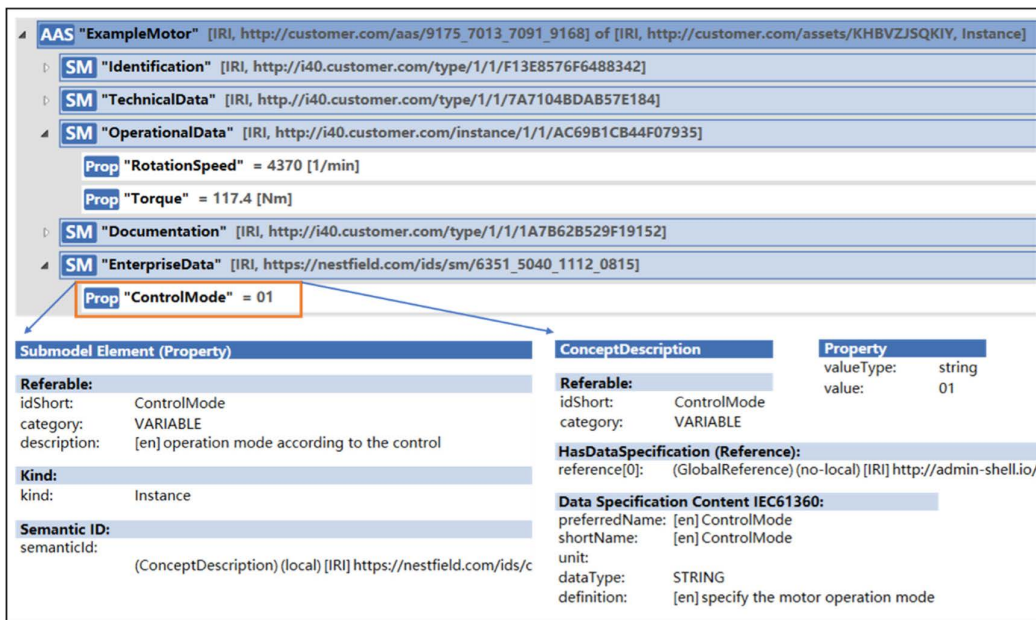 AAS "ExampleMotor" [IRI, http://customer.com/aas/9175_7013_7091_9168] of [IRI, http://customer.com/assets/KHBVZJSQKIY, Instance]
SM "Identification" [IRI, http://i40.customer.com/type/1/1/F13E8576F6488342]
SM "TechnicalData" [IRI, http.//i40.customer.com/type/1/1/7A7104BDAB57E184]
SM "OperationalData" [IRI, http://i40.customer.com/instance/1/1/AC69B1CB44F07935]
Prop "RotationSpeed" = 4370 [1/min]
Prop "Torque" = 117.4 [Nm]
SM "Documentation" [IRI, http://i40.customer.com/type/1/1/1A7B62B529F19152]
SM "EnterpriseData" [IRI, https://nestfield.com/ids/sm/6351_5040_1112_0815]
Prop "ControlMode" = 01
Submodel Element (Property)
Referable:
idShort: ControlMode
category: VARIABLE
description: [en] operation mode according to the control
Kind:
kind: Instance
Semantic ID:
semanticId:
(ConceptDescription) (local) [IRI] https://nestfield.com/ids/c
ConceptDescription
Referable:
idShort: ControlMode
category: VARIABLE
HasDataSpecification (Reference):
reference[0]: (GlobalReference) (no-local) [IRI] http://admin-shell.io/
Data Specification Content IEC61360:
preferredName: [en] ControlMode
shortName: [en] ControlMode
unit:
dataType: STRING
definition: [en] specify the motor operation mode
Property
valueType: string
value: 01